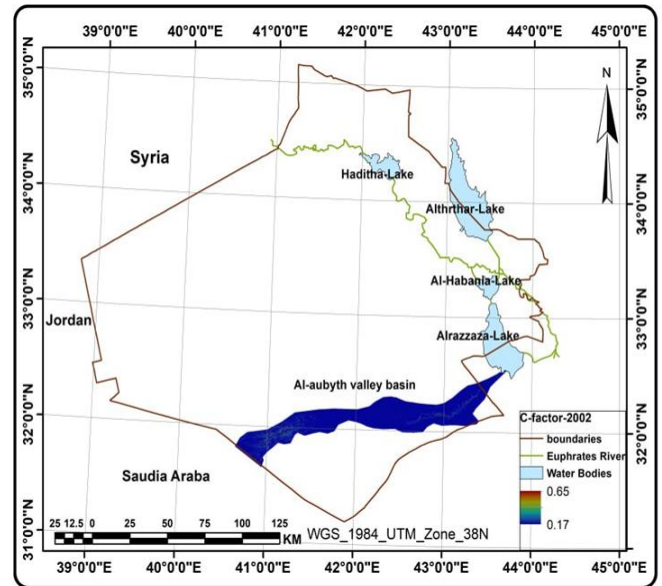 39°0'0"E 40°0'0"E 41°0'0"E 42°0'0"E 43°0'0"E 44°0'0"E 45°0'0"E
35°0'0"N
35°0'0"N
N
Syria
Haditha-Lake
34°0'0"N
34°0'0"N
Althrthar-Lake
Al-Habania-Lake
33°0'0"N
33°0'0"N
Jordan
Alrazzaza-Lake
Al-aubyth valley basin
32°0'0"N
32°0'0"N
C-factor-2002
boundaries
Euphrates River
Water Bodies
0.65
0.17
Saudia Araba
25 12.5 0 25 50 75 100 125
KM
WGS_1984_UTM_Zone_38N
31°0'0"N
39°0'0"E 40°0'0"E 41°0'0"E 42°0'0"E 43°0'0"E 44°0'0"E 45°0'0"E